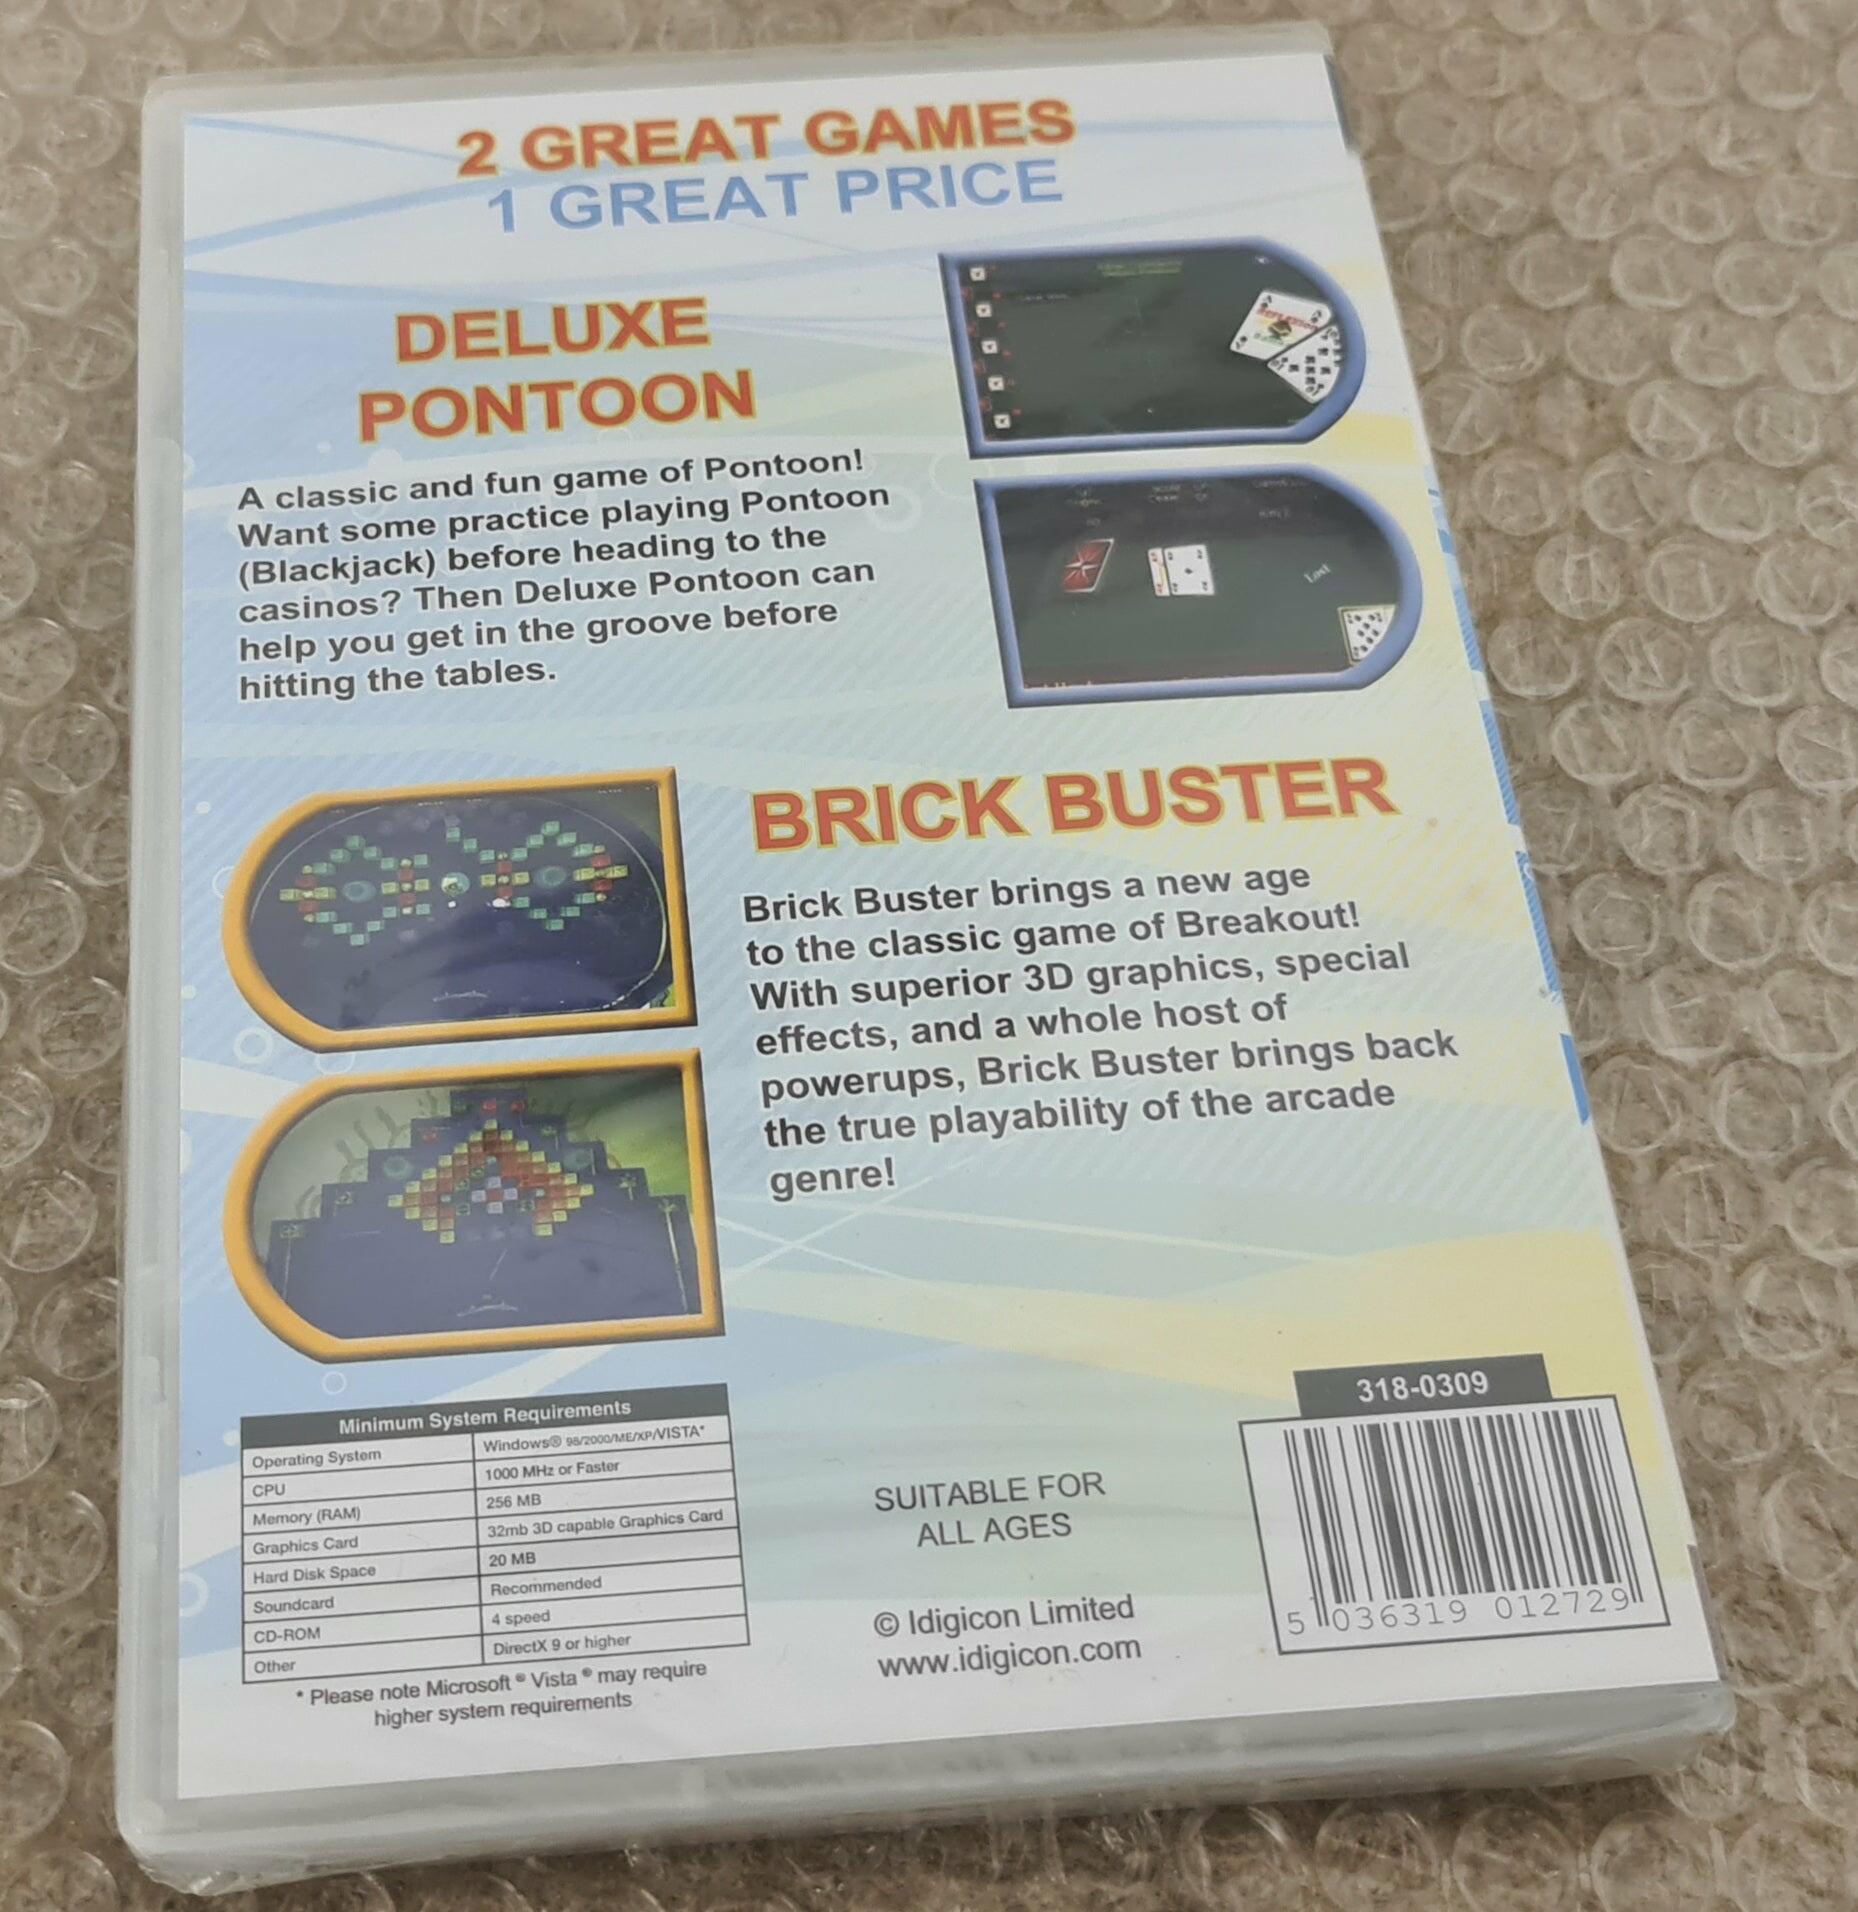 2 GREAT GAMES
1 GREAT PRICE
DELUXE
PONTOON
A classic and fun game of Pontoon!
Want some practice playing Pontoon
(Blackjack) before heading to the
casinos? Then Deluxe Pontoon can
help you get in the groove before
hitting the tables.
Lost
BRICK BUSTER
Brick Buster brings a new age
to the classic game of Breakout!
With superior 3D graphics, special
effects, and a whole host of
powerups, Brick Buster brings back
the true playability of the arcade
genre!
Minimum System Requirements
Operating System Windows® 98/2000/ME/XP/VISTA*
CPU 1000 MHz or Faster
Memory (RAM) 256 MB
Graphics Card 32mb 3D capable Graphics Card
Hard Disk Space 20 MB
Soundcard Recommended
CD-ROM 4 speed
Other DirectX 9 or higher
* Please note Microsoft ® Vista ® may require
higher system requirements
SUITABLE FOR
ALL AGES
© Idigicon Limited
www.idigicon.com
318-0309
5 036319 012729